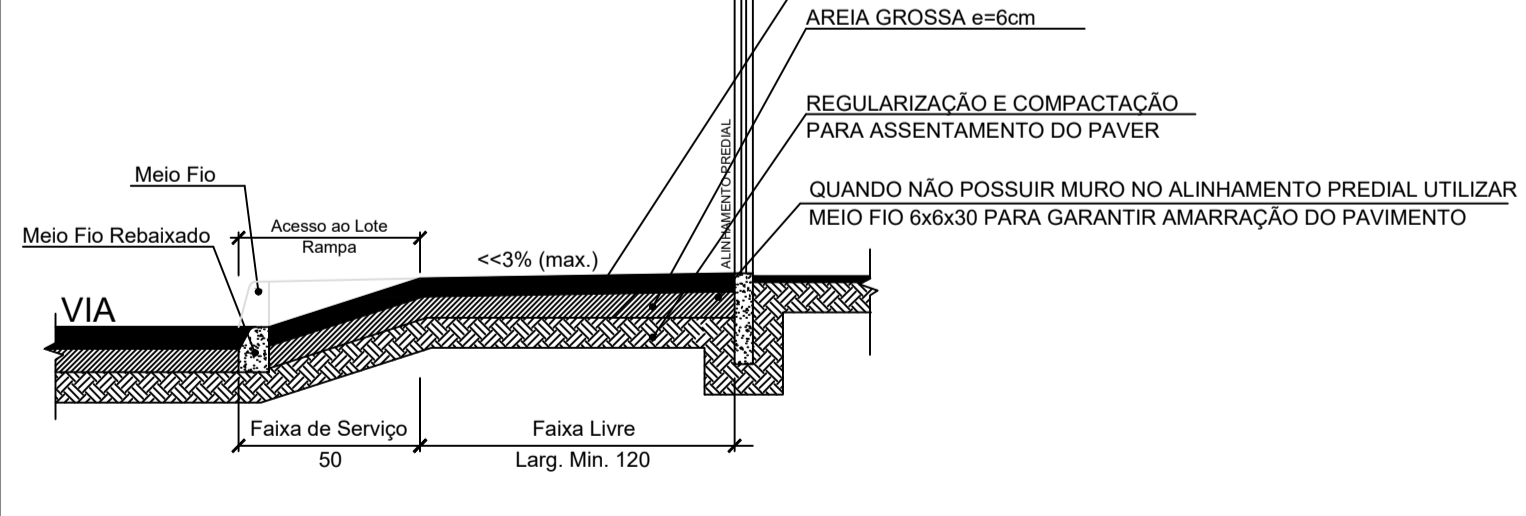 AREIA GROSSA e=6cm
REGULARIZAÇÃO E COMPACTAÇÃO
PARA ASSENTAMENTO DO PAVER
ALINHAMENTO PREDIAL
Meio Fio
QUANDO NÃO POSSUIR MURO NO ALINHAMENTO PREDIAL UTILIZAR
MEIO FIO 6x6x30 PARA GARANTIR AMARRAÇÃO DO PAVIMENTO
Acesso ao Lote
Rampa
Meio Fio Rebaixado
<<3% (max.)
VIA
Faixa de Serviço
50
Faixa Livre
Larg. Min. 120